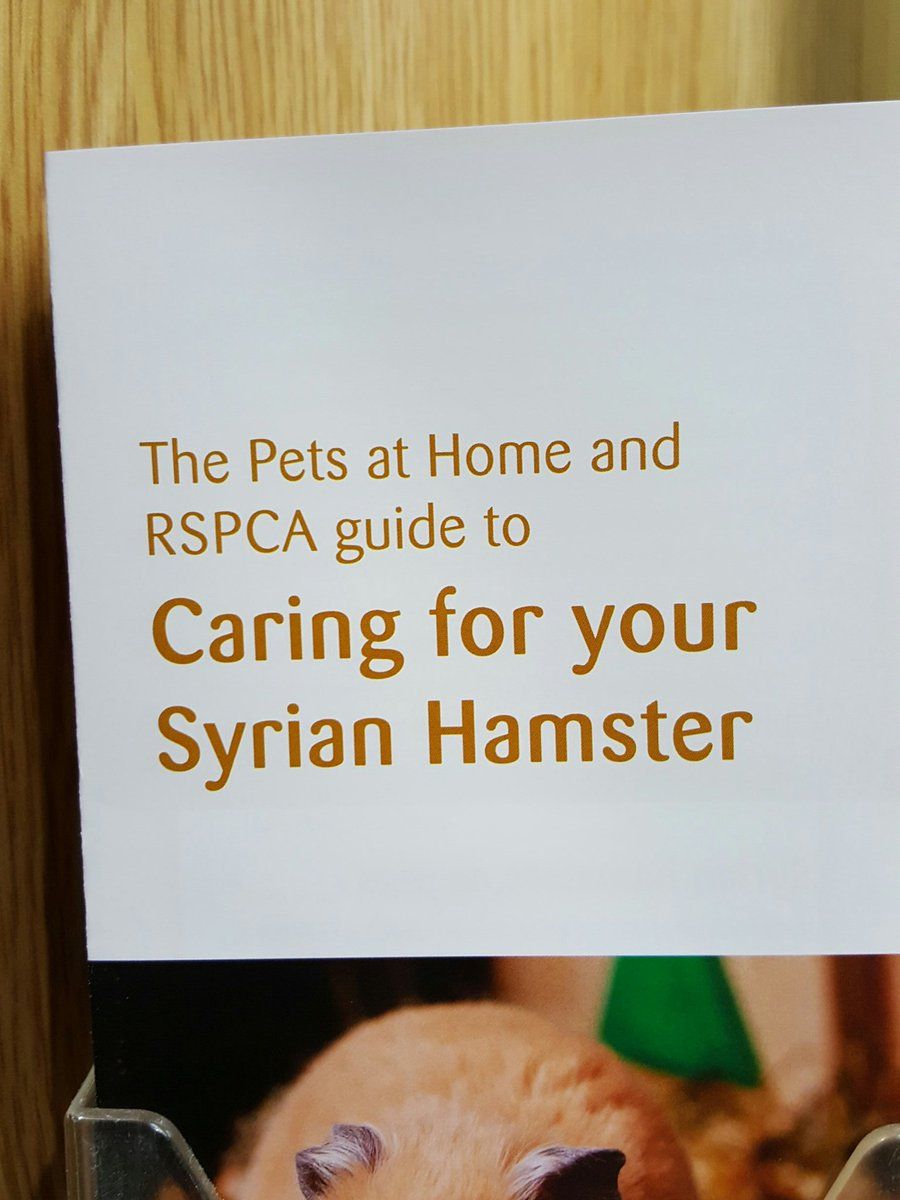 The Pets at Home and
RSPCA guide to
Caring for your
Syrian Hamster